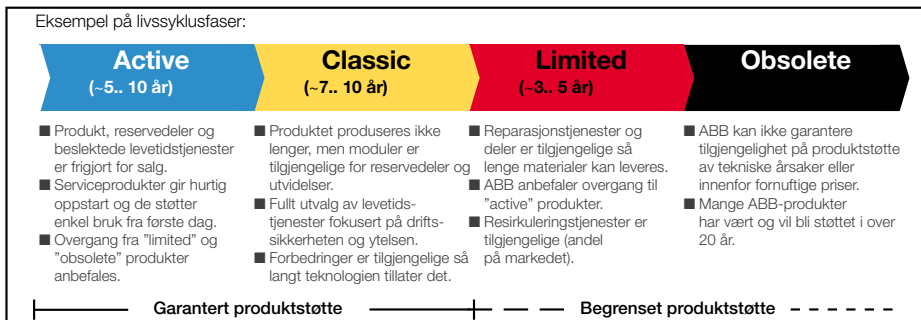 Eksempel på livssyklusfaser:
Active
(~5.. 10 år)
Classic
(~7.. 10 år)
Limited
(~3.. 5 år)
Obsolete
■ Produkt, reservedeler og
beslektede levetidstjenester
er frigjort for salg.
■ Serviceprodukter gir hurtig
oppstart og de støtter
enkel bruk fra første dag.
■ Overgang fra ”limited” og
”obsolete” produkter
anbefales.
■ Produktet produseres ikke
lenger, men moduler er
tilgjengelige for reservedeler og
utvidelser.
■ Fullt utvalg av levetids-
tjenester fokusert på drifts-
sikkerheten og ytelsen.
■ Forbedringer er tilgjengelige så
langt teknologien tillater det.
■ Reparasjonstjenester og
deler er tilgjengelige så
lenge materialer kan leveres.
■ ABB anbefaler overgang til
”active” produkter.
■ Resirkuleringstjenester er
tilgjengelige (andel
på markedet).
■ ABB kan ikke garantere
tilgjengelighet på produktstøtte
av tekniske årsaker eller
innenfor fornuftige priser.
■ Mange ABB-produkter
har vært og vil bli støttet i over
20 år.
Garantert produktstøtte
Begrenset produktstøtte